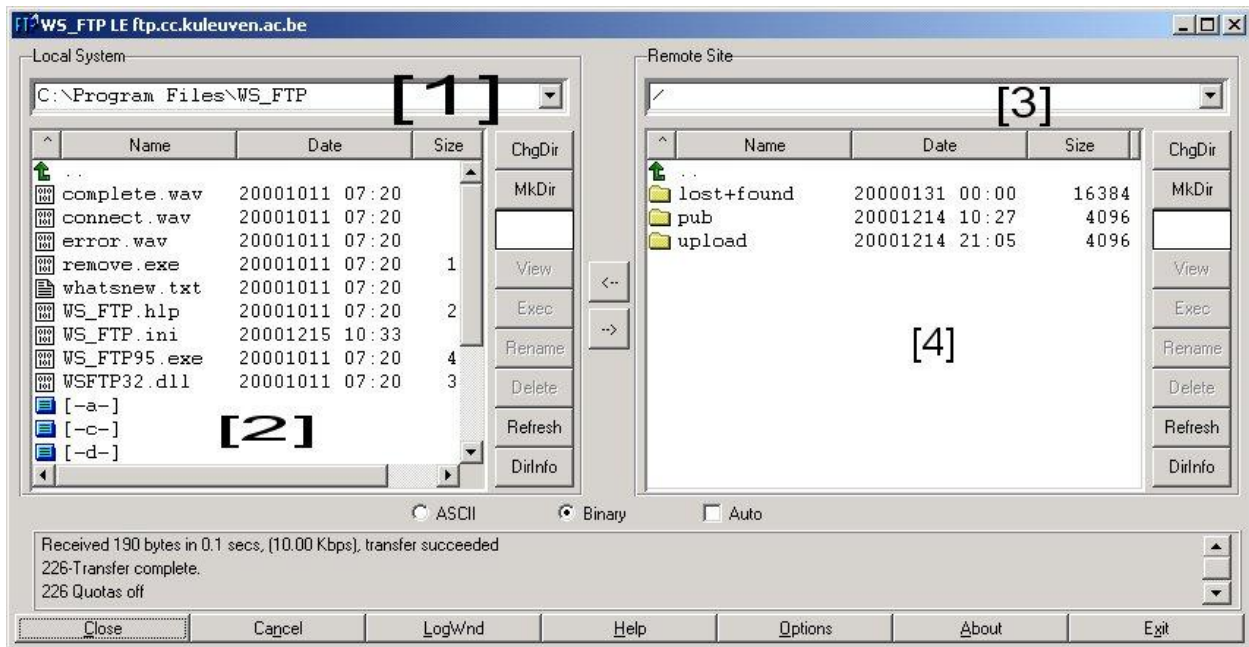 WS_FTP LE ftp.cc.kuleuven.ac.be
Local System
C:\Program Files\WS_FTP
[1]
^ Name Date Size
..
complete.wav 20001011 07:20
connect.wav 20001011 07:20
error.wav 20001011 07:20
remove.exe 20001011 07:20 1
whatsnew.txt 20001011 07:20
WS_FTP.hlp 20001011 07:20 2
WS_FTP.ini 20001215 10:33
WS_FTP95.exe 20001011 07:20 4
WSFTP32.dll 20001011 07:20 3
[-a-]
[-c-]
[-d-]
[2]
ChgDir
MkDir
View
Exec
Rename
Delete
Refresh
DirInfo
<--
-->
Remote Site
/
[3]
^ Name Date Size
..
lost+found 20000131 00:00 16384
pub 20001214 10:27 4096
upload 20001214 21:05 4096
[4]
ChgDir
MkDir
View
Exec
Rename
Delete
Refresh
DirInfo
ASCII Binary Auto
Received 190 bytes in 0.1 secs, (10.00 Kbps), transfer succeeded
226-Transfer complete.
226 Quotas off
Close Cancel LogWnd Help Options About Exit